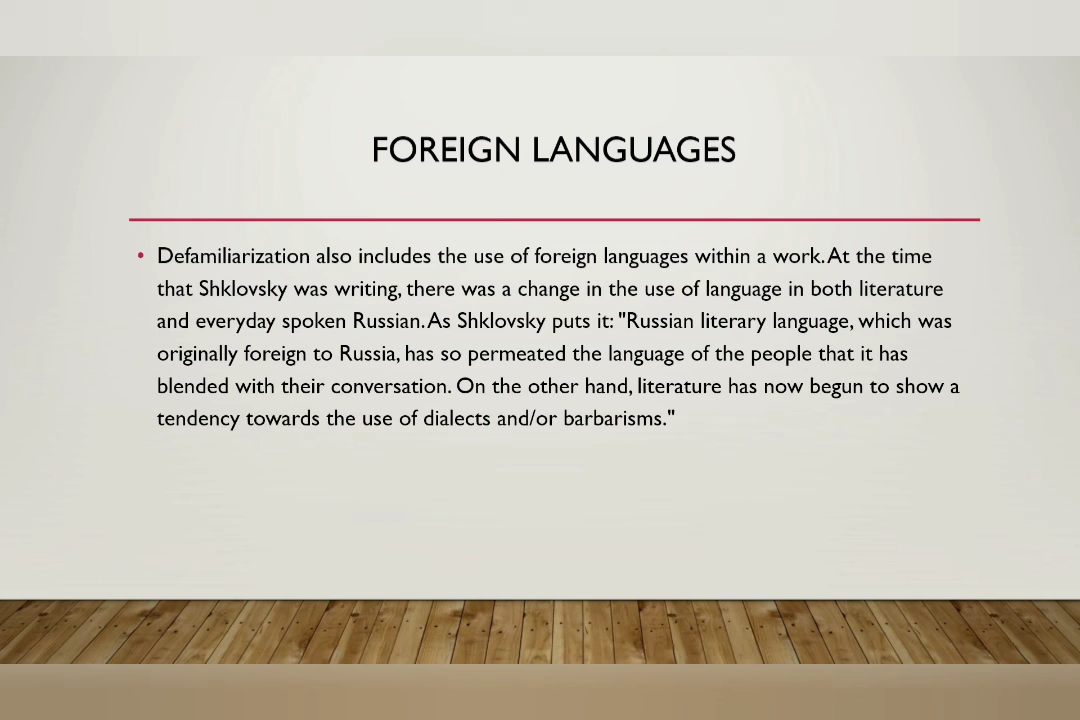 FOREIGN LANGUAGES
• Defamiliarization also includes the use of foreign languages within a work. At the time
that Shklovsky was writing, there was a change in the use of language in both literature
and everyday spoken Russian. As Shklovsky puts it: "Russian literary language, which was
originally foreign to Russia, has so permeated the language of the people that it has
blended with their conversation. On the other hand, literature has now begun to show a
tendency towards the use of dialects and/or barbarisms."